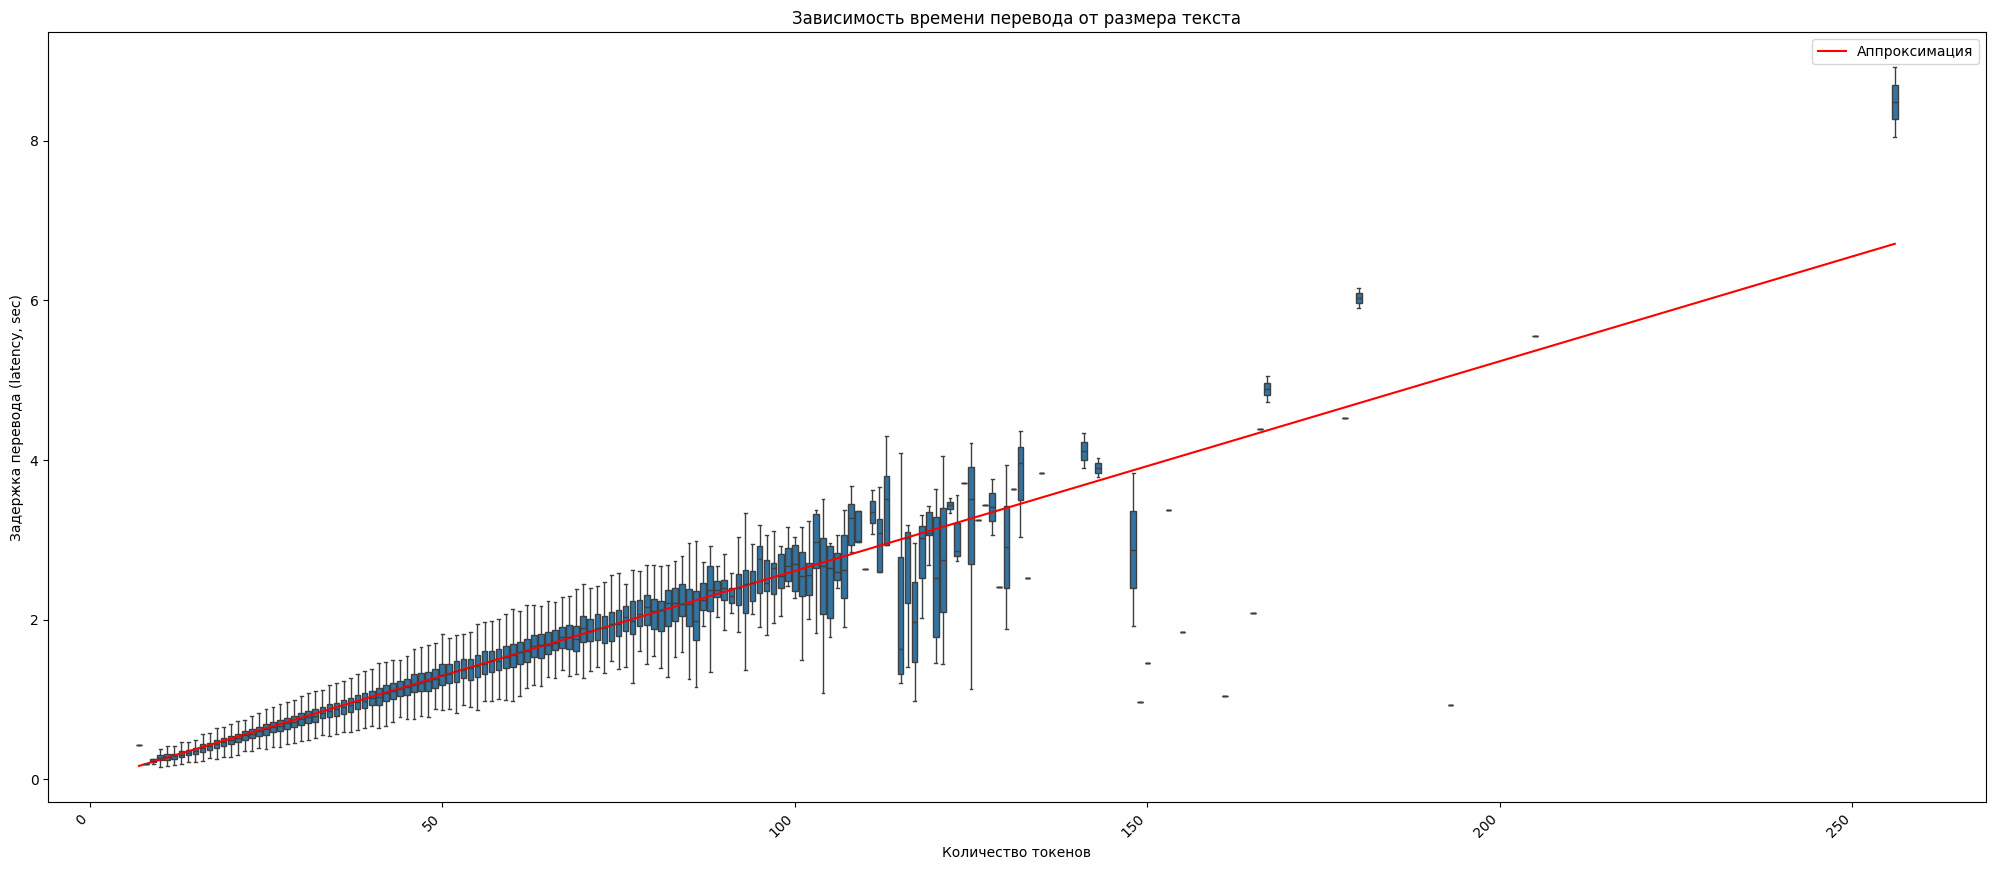 Зависимость времени перевода от размера текста
Аппроксимация
Задержка перевода (latency, sec)
8
6
4
2
0
0
50
100
150
200
250
Количество токенов